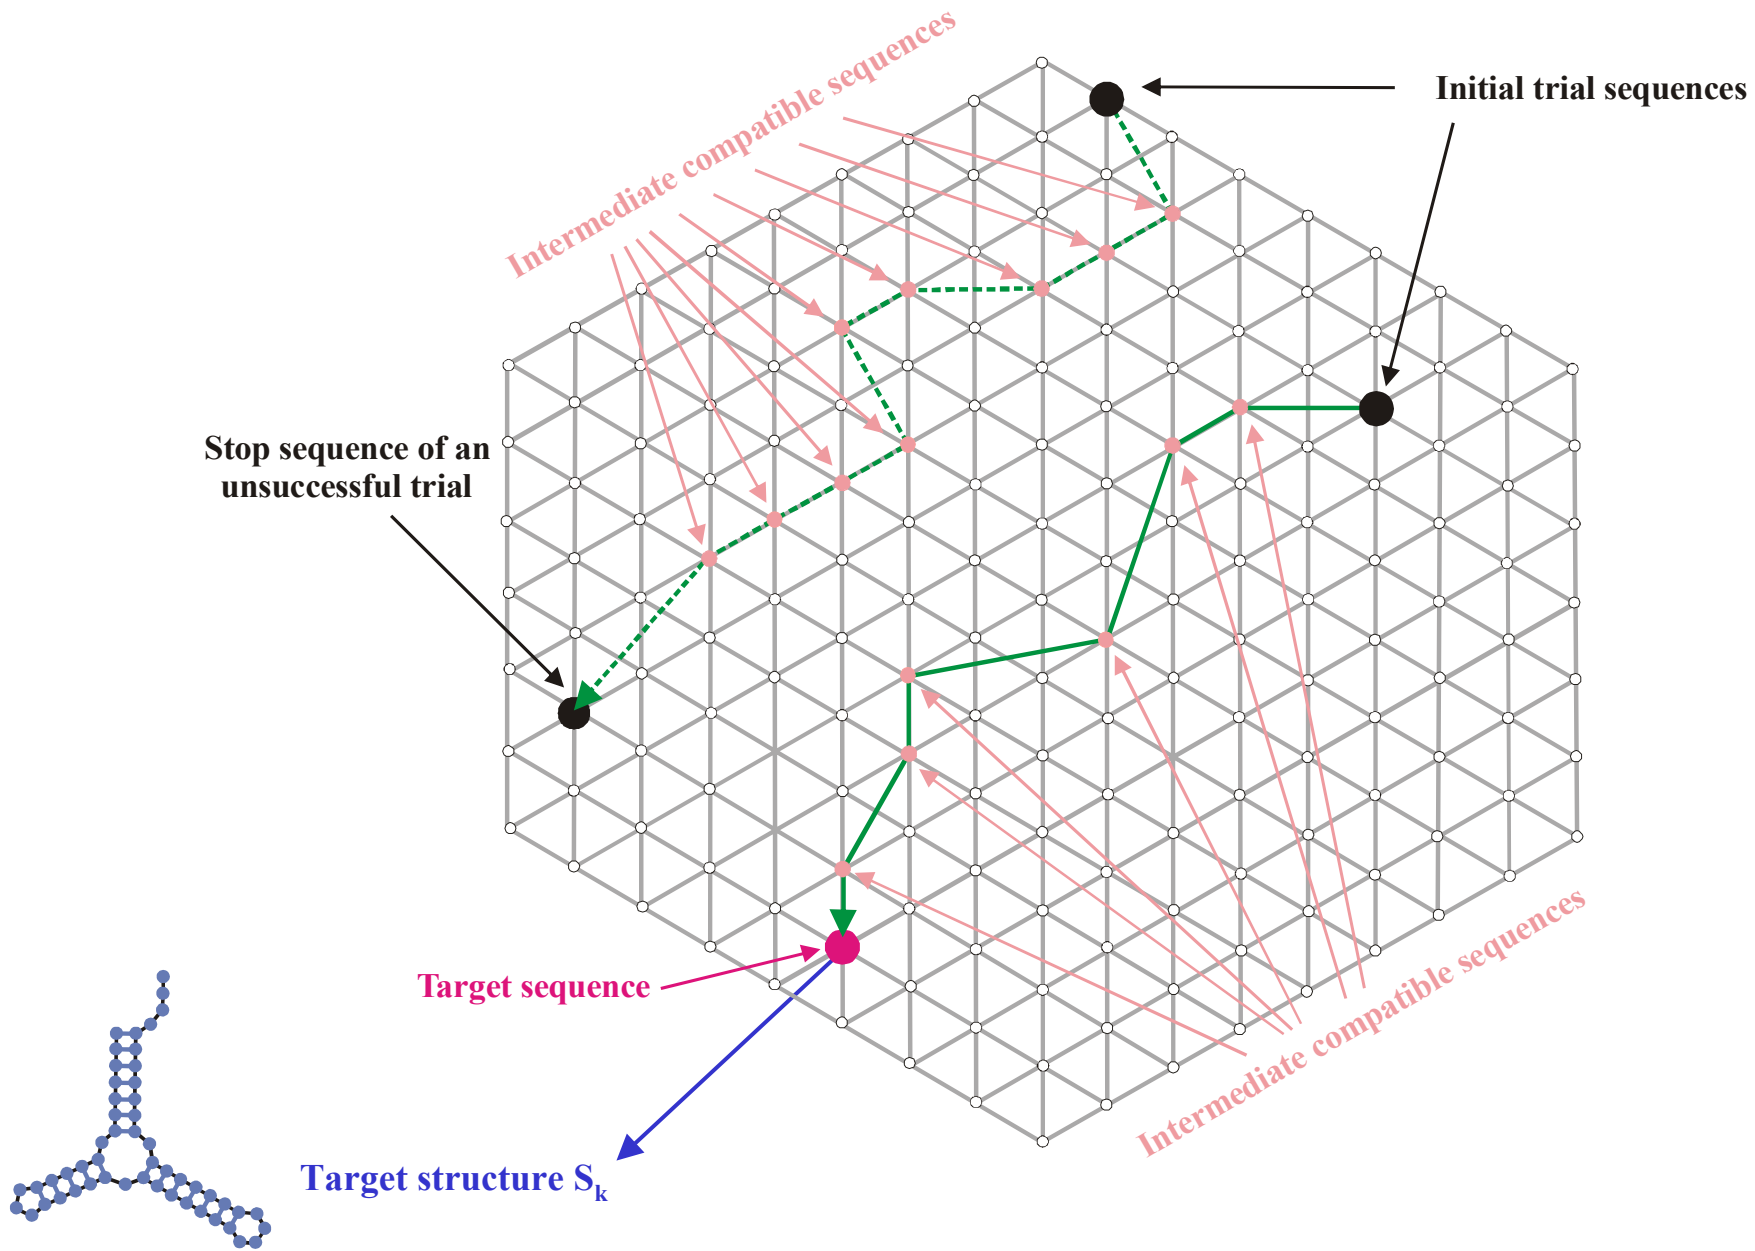 Intermediate compatible sequences
Initial trial sequences
Stop sequence of an
unsuccessful trial
Target sequence
Intermediate compatible sequences
Target structure Sk